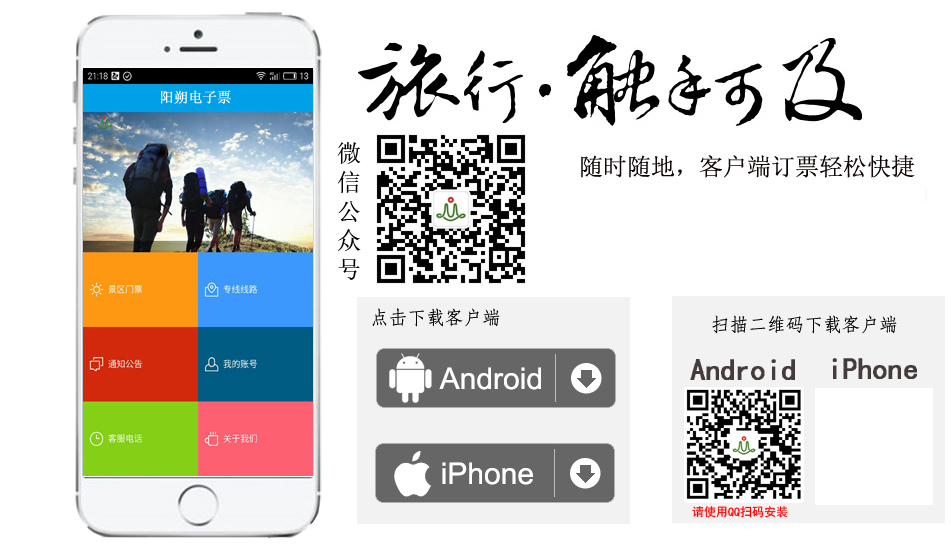 旅行·触手可及
随时随地，客户端订票轻松快捷
微信公众号
21:18
13
阳朔电子票
景区门票
专线线路
通知公告
我的账号
客服电话
关于我们
点击下载客户端
Android
iPhone
扫描二维码下载客户端
Android
iPhone
请使用QQ扫码安装